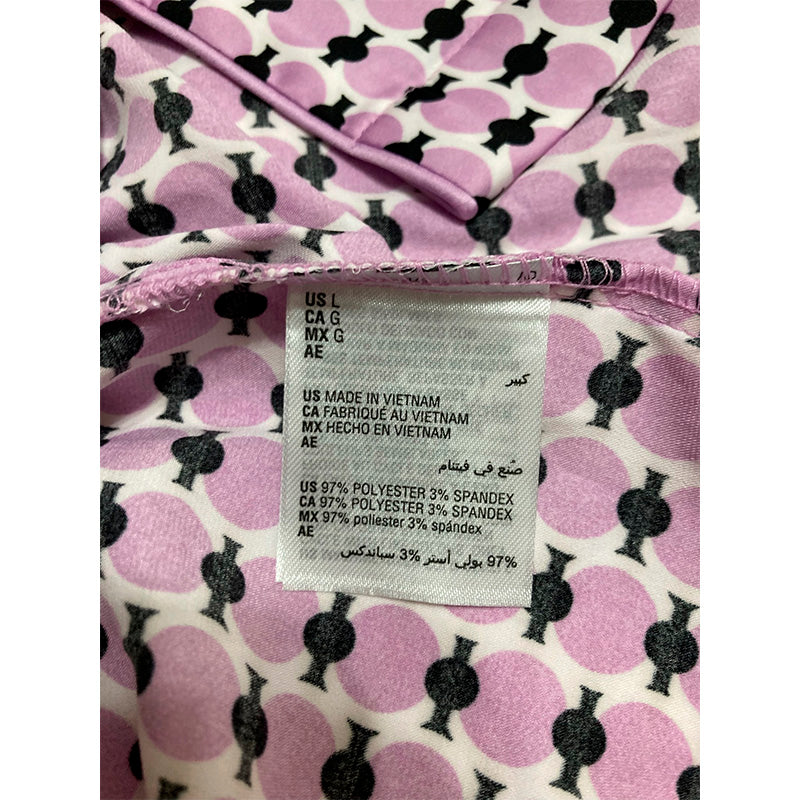 US L
CA G
MX G
AE
كبير
US MADE IN VIETNAM
CA FABRIQUÉ AU VIETNAM
MX HECHO EN VIETNAM
AE
صُنع في فيتنام
US 97% POLYESTER 3% SPANDEX
CA 97% POLYESTER 3% SPANDEX
MX 97% poliester 3% spándex
AE
97% بولي أستر 3% سباندكس